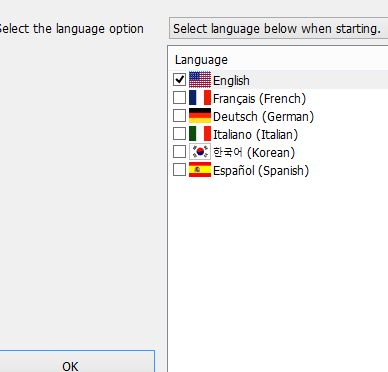 Select the language option
Select language below when starting.
Language
English
Français (French)
Deutsch (German)
Italiano (Italian)
한국어 (Korean)
Español (Spanish)
OK